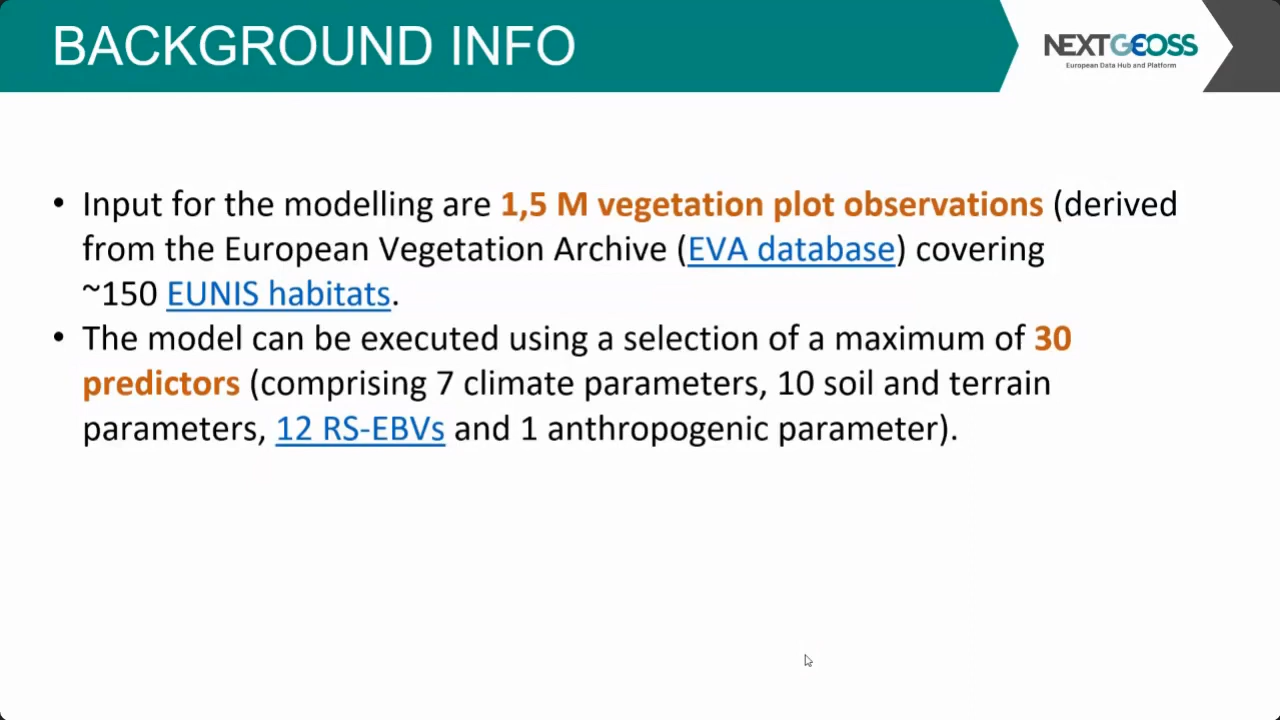 BACKGROUND INFO
NEXTGEOSS
European Data Hub and Platform
• Input for the modelling are 1,5 M vegetation plot observations (derived
from the European Vegetation Archive (EVA database) covering
~150 EUNIS habitats.
• The model can be executed using a selection of a maximum of 30
predictors (comprising 7 climate parameters, 10 soil and terrain
parameters, 12 RS-EBVs and 1 anthropogenic parameter).